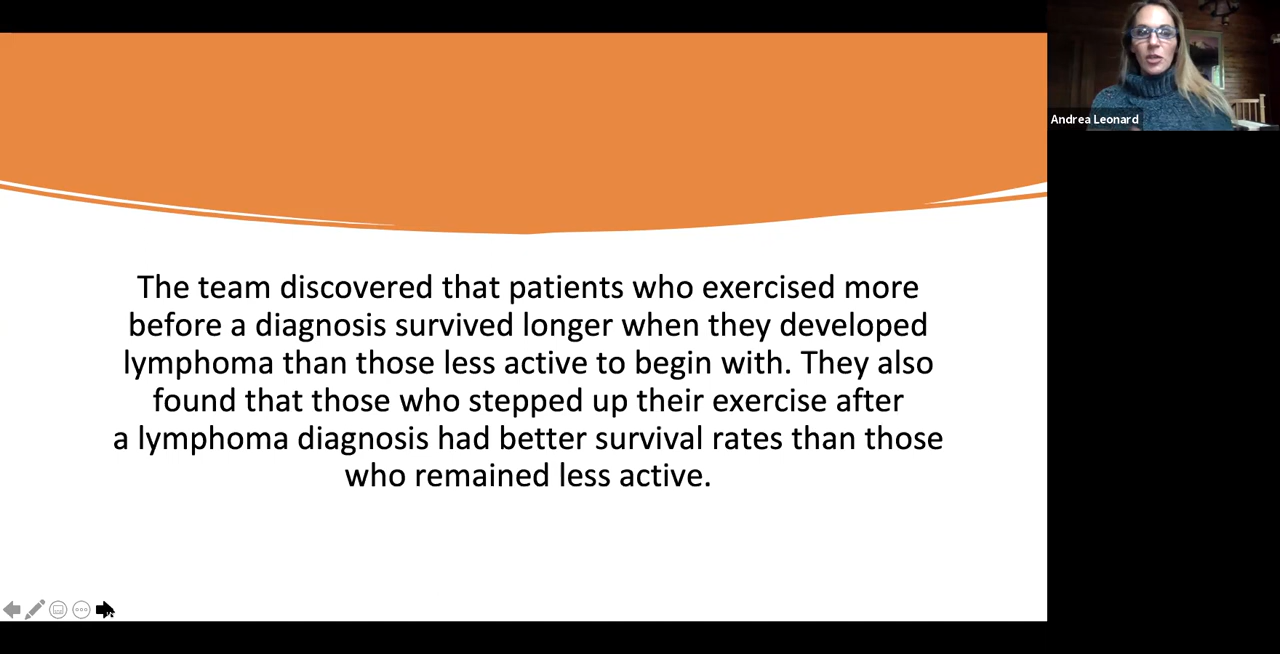 Andrea Leonard
The team discovered that patients who exercised more
before a diagnosis survived longer when they developed
lymphoma than those less active to begin with. They also
found that those who stepped up their exercise after
a lymphoma diagnosis had better survival rates than those
who remained less active.